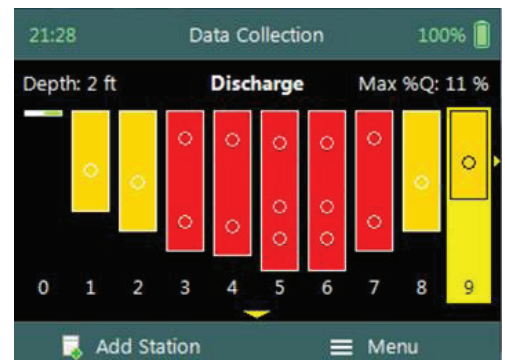 21:28 Data Collection 100%
Depth: 2 ft Discharge Max %Q: 11 %
0 1 2 3 4 5 6 7 8 9
Add Station Menu